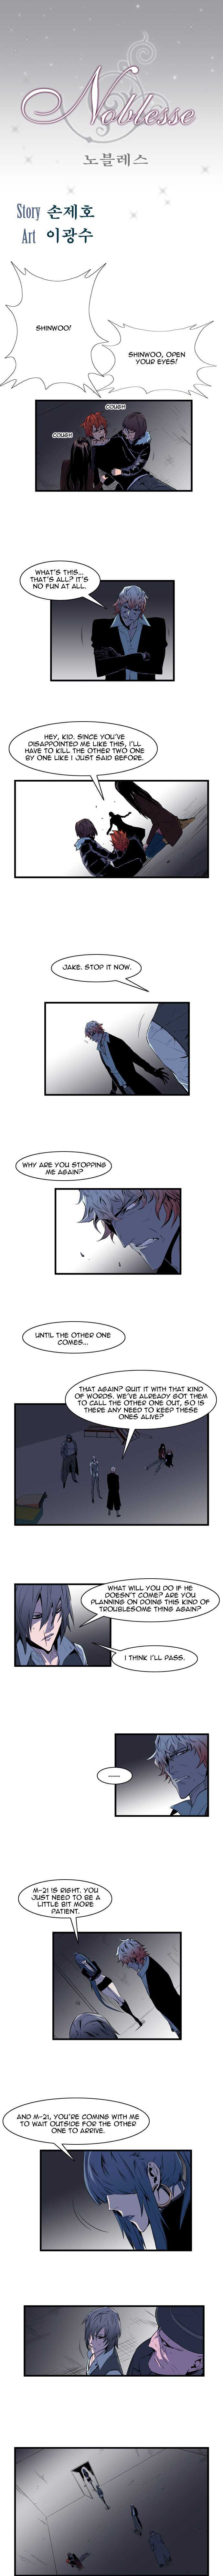 Noblesse
노블레스
Story 손제호
Art 이광수
SHINWOO!
SHINWOO, OPEN
YOUR EYES!
COUGH
COUGH
WHAT'S THIS...
THAT'S ALL? IT'S
NO FUN AT ALL.
HEY, KID. SINCE YOU'VE
DISAPPOINTED ME LIKE THIS, I'LL
HAVE TO KILL THE OTHER TWO ONE
BY ONE LIKE I JUST SAID BEFORE.
JAKE. STOP IT NOW.
WHY ARE YOU STOPPING
ME AGAIN?
UNTIL THE OTHER ONE
COMES...
THAT AGAIN? QUIT IT WITH THAT KIND
OF WORDS. WE'VE ALREADY GOT THEM
TO CALL THE OTHER ONE OUT, SO IS
THERE ANY NEED TO KEEP THESE
ONES ALIVE?
WHAT WILL YOU DO IF HE
DOESN'T COME? ARE YOU
PLANNING ON DOING THIS KIND OF
TROUBLESOME THING AGAIN?
I THINK I'LL PASS.
......
M-21 IS RIGHT. YOU
JUST NEED TO BE A
LITTLE BIT MORE
PATIENT.
AND M-21, YOU'RE COMING WITH ME
TO WAIT OUTSIDE FOR THE OTHER
ONE TO ARRIVE.